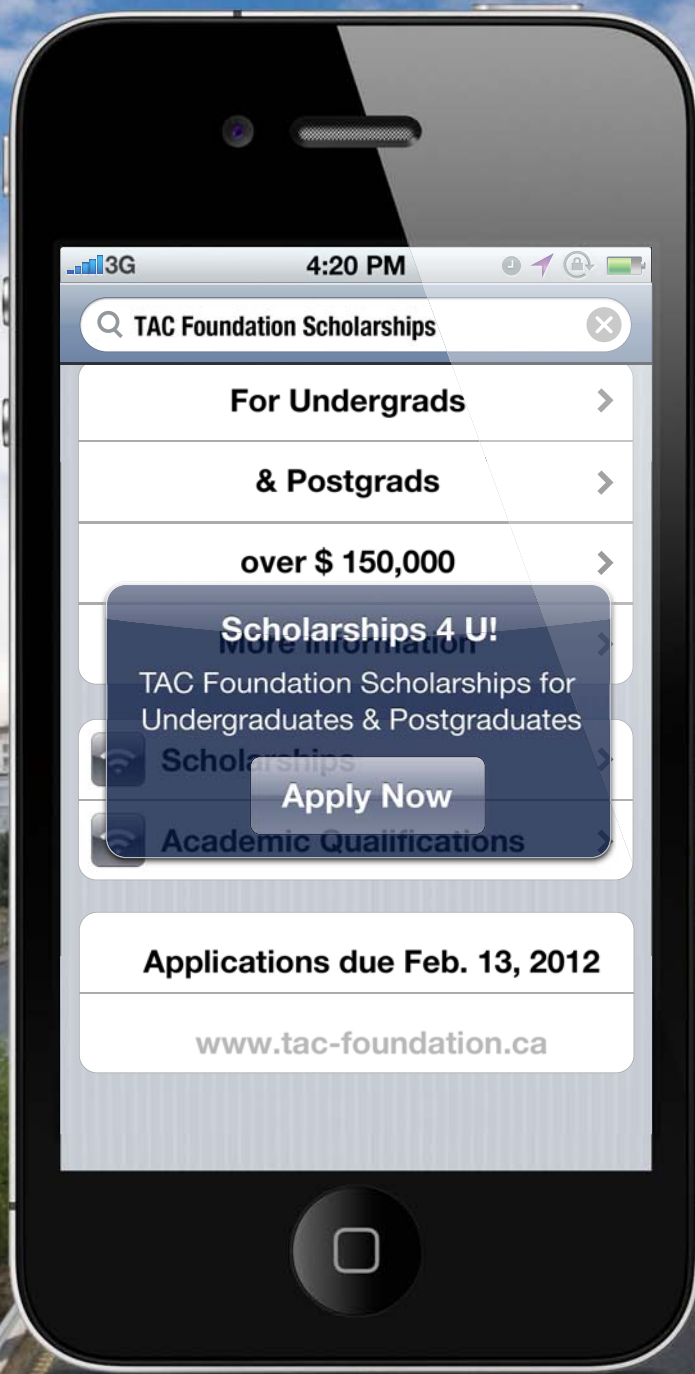 3G 4:20 PM
TAC Foundation Scholarships
For Undergrads
& Postgrads
over $ 150,000
More Information
Scholarships 4 U!
TAC Foundation Scholarships for
Undergraduates & Postgraduates
Scholarships
Apply Now
Academic Qualifications
Applications due Feb. 13, 2012
www.tac-foundation.ca